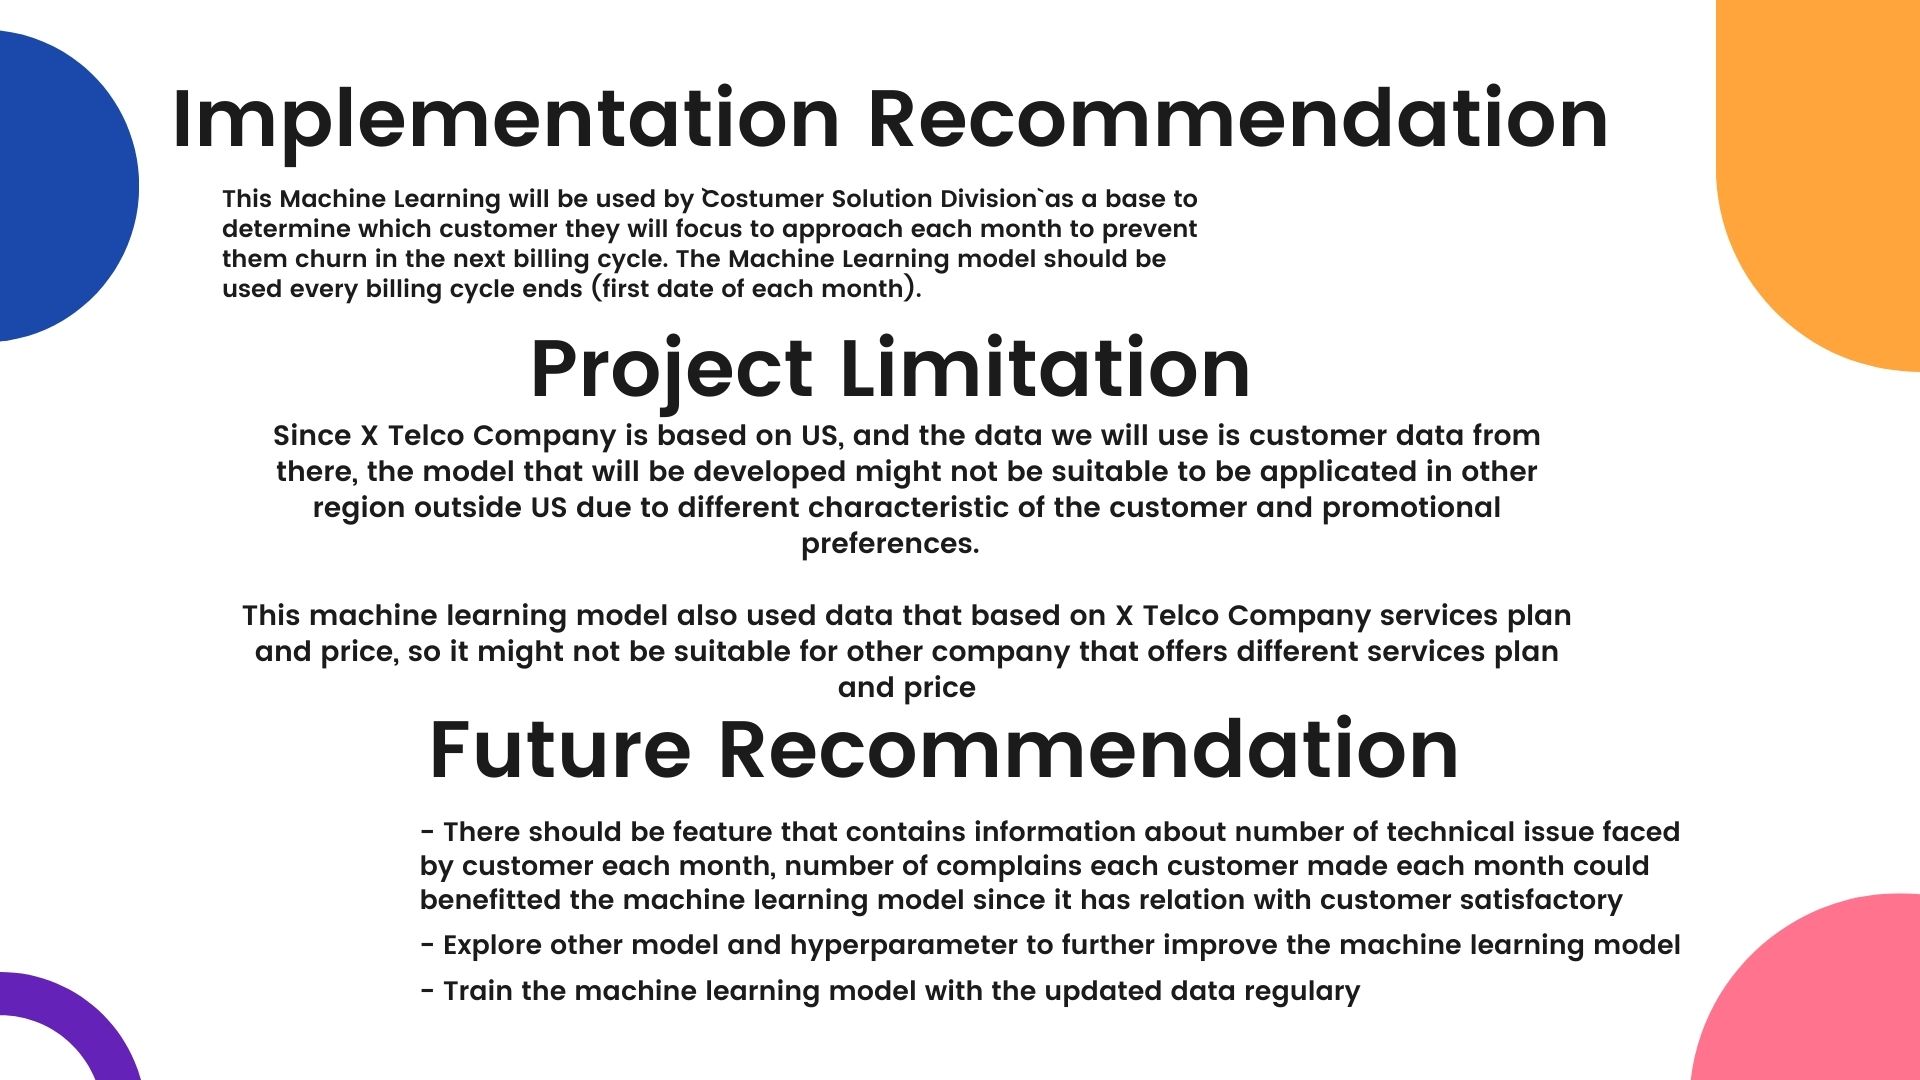 Implementation Recommendation
This Machine Learning will be used by `Costumer Solution Division` as a base to
determine which customer they will focus to approach each month to prevent
them churn in the next billing cycle. The Machine Learning model should be
used every billing cycle ends (first date of each month).
Project Limitation
Since X Telco Company is based on US, and the data we will use is customer data from
there, the model that will be developed might not be suitable to be applicated in other
region outside US due to different characteristic of the customer and promotional
preferences.
This machine learning model also used data that based on X Telco Company services plan
and price, so it might not be suitable for other company that offers different services plan
and price
Future Recommendation
- There should be feature that contains information about number of technical issue faced
by customer each month, number of complains each customer made each month could
benefitted the machine learning model since it has relation with customer satisfactory
- Explore other model and hyperparameter to further improve the machine learning model
- Train the machine learning model with the updated data regulary